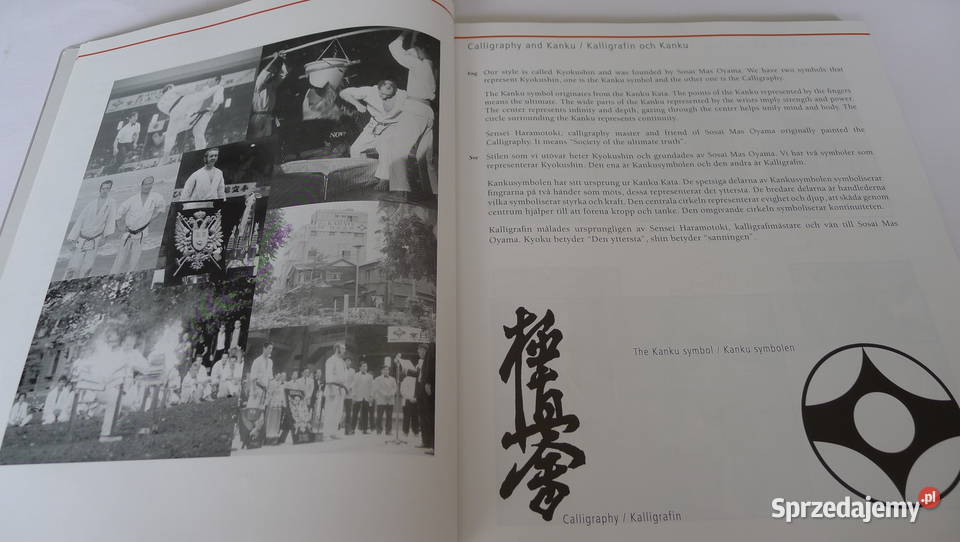 Calligraphy and Kanku / Kalligrafin och Kanku
Eng Our style is called Kyokushin and was founded by Sosai Mas Oyama. We have two symbols that
represent Kyokushin, one is the Kanku symbol and the other one is the Calligraphy.
The Kanku symbol originates from the Kanku Kata. The points of the Kanku represented by the fingers
means the ultimate. The wide parts of the Kanku represented by the wrists imply strength and power.
The center represents infinity and depth, gazing through the center helps unify mind and body. The
circle surrounding the Kanku represents continuity.
Sensei Haramotoki, calligraphy master and friend of Sosai Mas Oyama originally painted the
Calligraphy. It means "Society of the ultimate truth".
Sve Stilen som vi utövar heter Kyokushin och grundades av Sosai Mas Oyama. Vi har två symboler som
representerar Kyokushin. Den ena är Kankusymbolen och den andra är Kalligrafin.
Kankusymbolen har sitt ursprung ur Kanku Kata. De spetsiga delarna av Kankusymbolen symboliserar
fingrarna på två händer som möts, dessa representerar det yttersta. De bredare delarna är handlederna
vilka symboliserar styrka och kraft. Den centrala cirkeln representerar evighet och djup, att skåda genom
centrum hjälper till att förena kropp och tanke. Den omgivande cirkeln symboliserar kontinuiteten.
Kalligrafin målades ursprungligen av Sensei Haramotoki, kalligrafimästare och vän till Sosai Mas
Oyama. Kyoku betyder "Den yttersta", shin betyder "sanningen".
The Kanku symbol / Kanku symbolen
極真会
Calligraphy / Kalligrafin
Sprzedajemy.pl